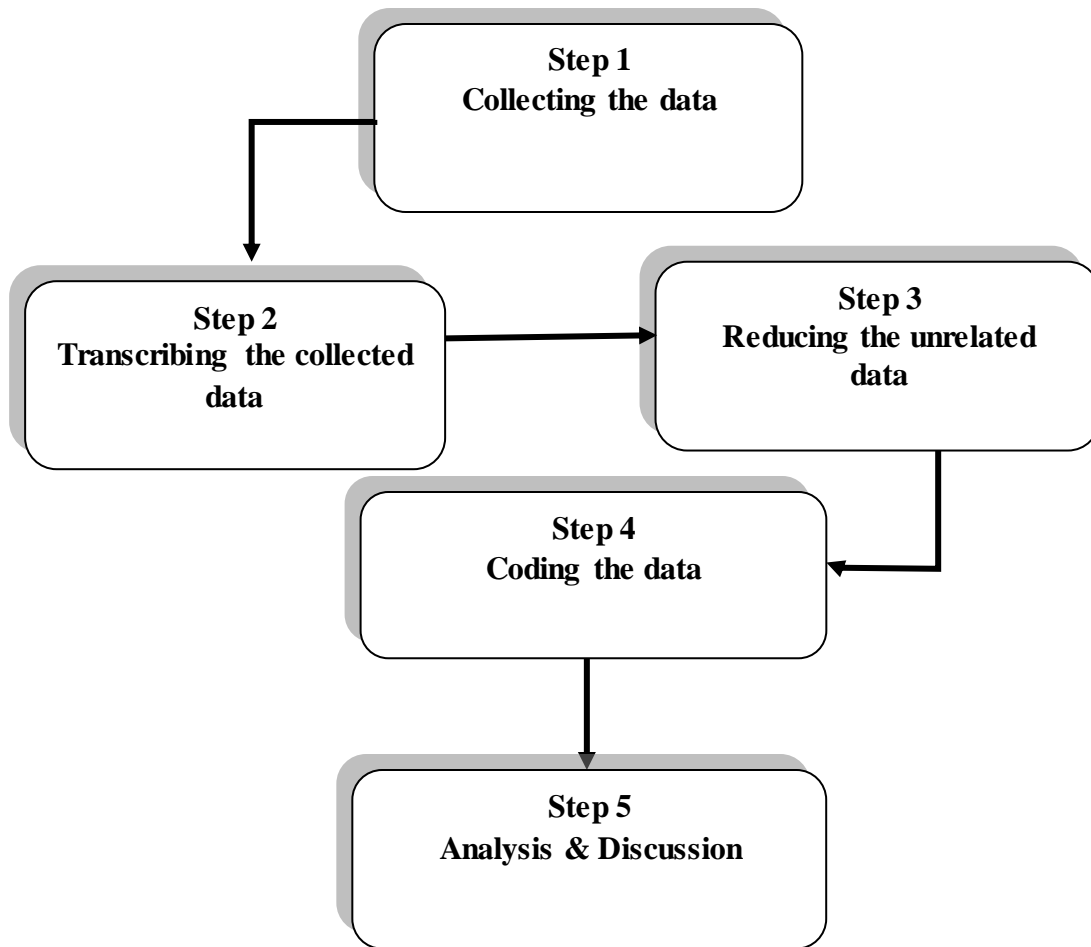 Step 1
Collecting the data
Step 2
Transcribing the collected
data
Step 3
Reducing the unrelated
data
Step 4
Coding the data
Step 5
Analysis & Discussion